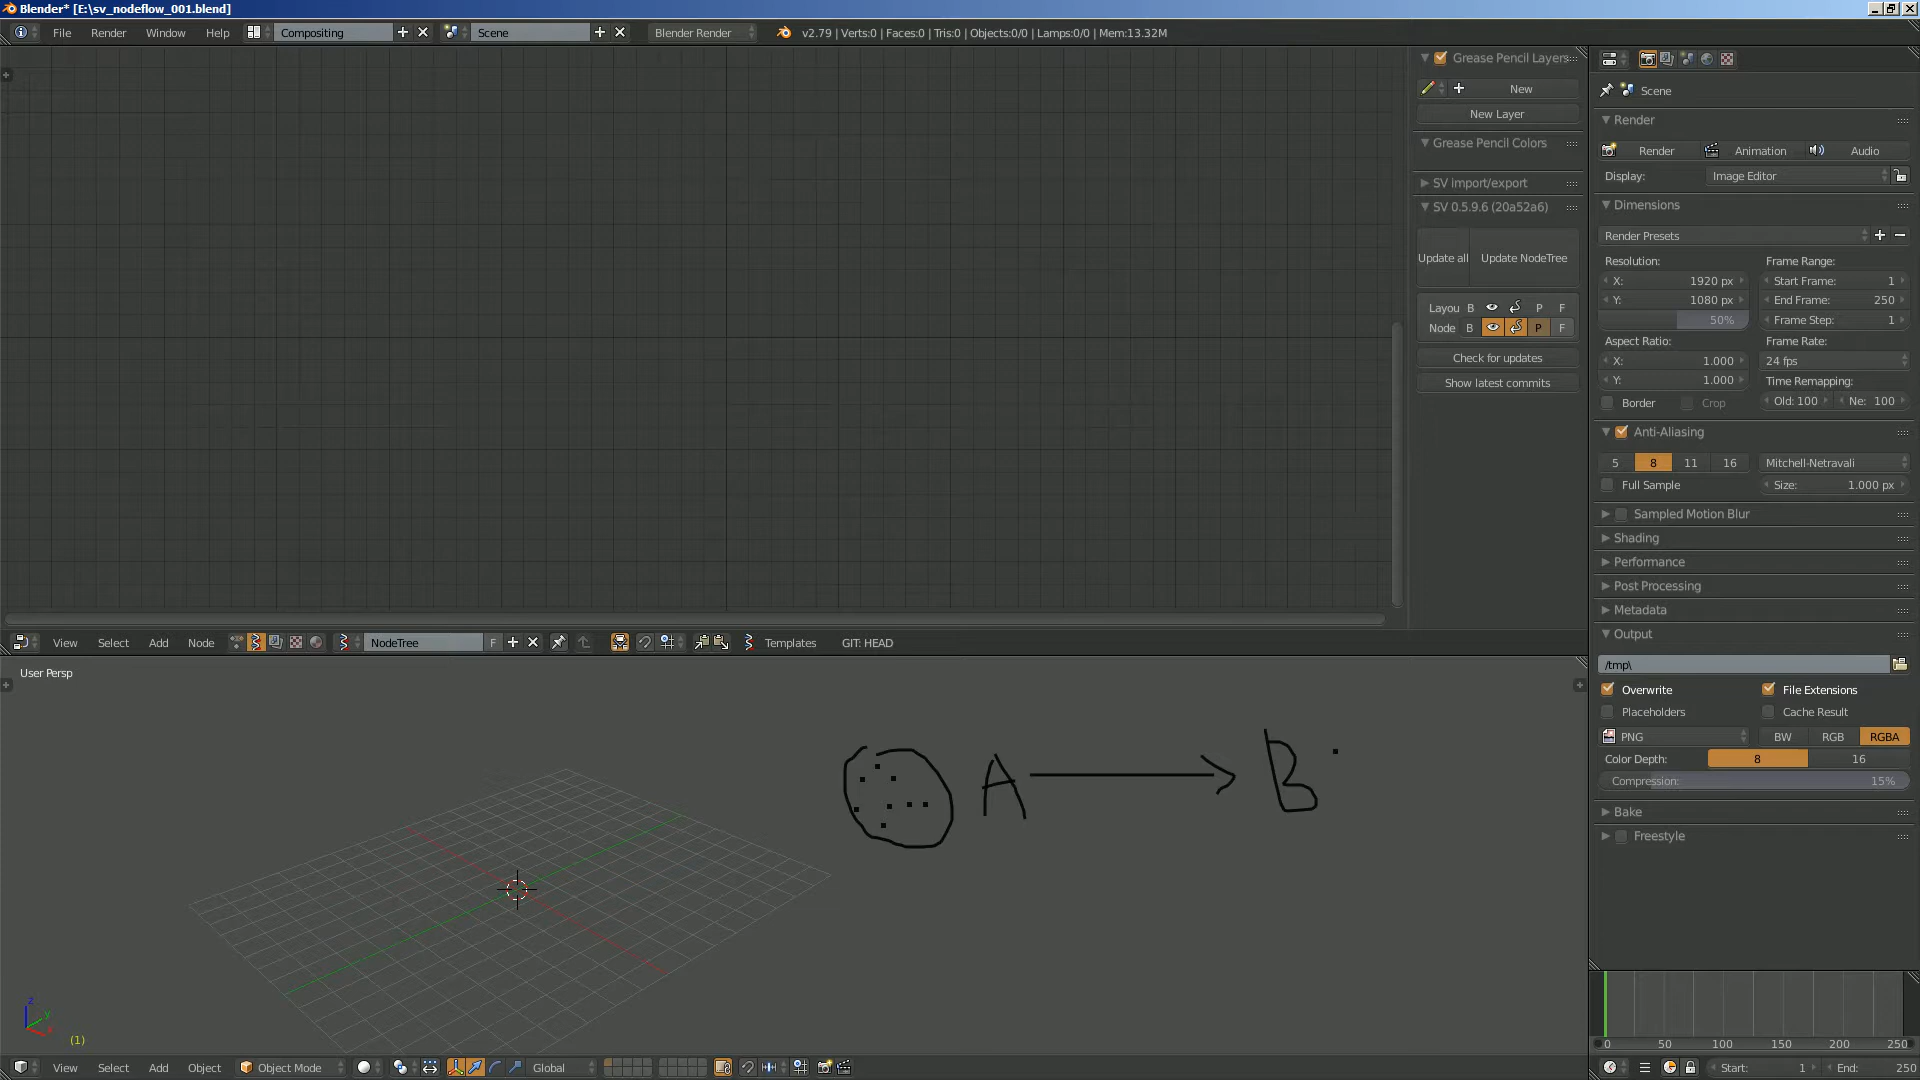 Blender* [E:\sv_nodeflow_001.blend]
File Render Window Help Compositing Scene Blender Render v2.79 | Verts:0 | Faces:0 | Tris:0 | Objects:0/0 | Lamps:0/0 | Mem:13.32M
Grease Pencil Layers
New
New Layer
Grease Pencil Colors
SV import/export
SV 0.5.9.6 (20a52a6)
Update all Update NodeTree
Layou B P F
Node B P F
Check for updates
Show latest commits
View Select Add Node NodeTree F Templates GIT: HEAD
User Persp
A B
z
y
x
(1)
View Select Add Object Object Mode Global
Scene
Render
Render Animation Audio
Display: Image Editor
Dimensions
Render Presets
Resolution: Frame Range:
X: 1920 px Start Frame: 1
Y: 1080 px End Frame: 250
50% Frame Step: 1
Aspect Ratio: Frame Rate:
X: 1.000 24 fps
Y: 1.000 Time Remapping:
Border Crop Old: 100 Ne: 100
Anti-Aliasing
5 8 11 16 Mitchell-Netravali
Full Sample Size: 1.000 px
Sampled Motion Blur
Shading
Performance
Post Processing
Metadata
Output
/tmp\
Overwrite File Extensions
Placeholders Cache Result
PNG BW RGB RGBA
Color Depth: 8 16
Compression: 15%
Bake
Freestyle
0 50 100 150 200 250
Start: 1 End: 250